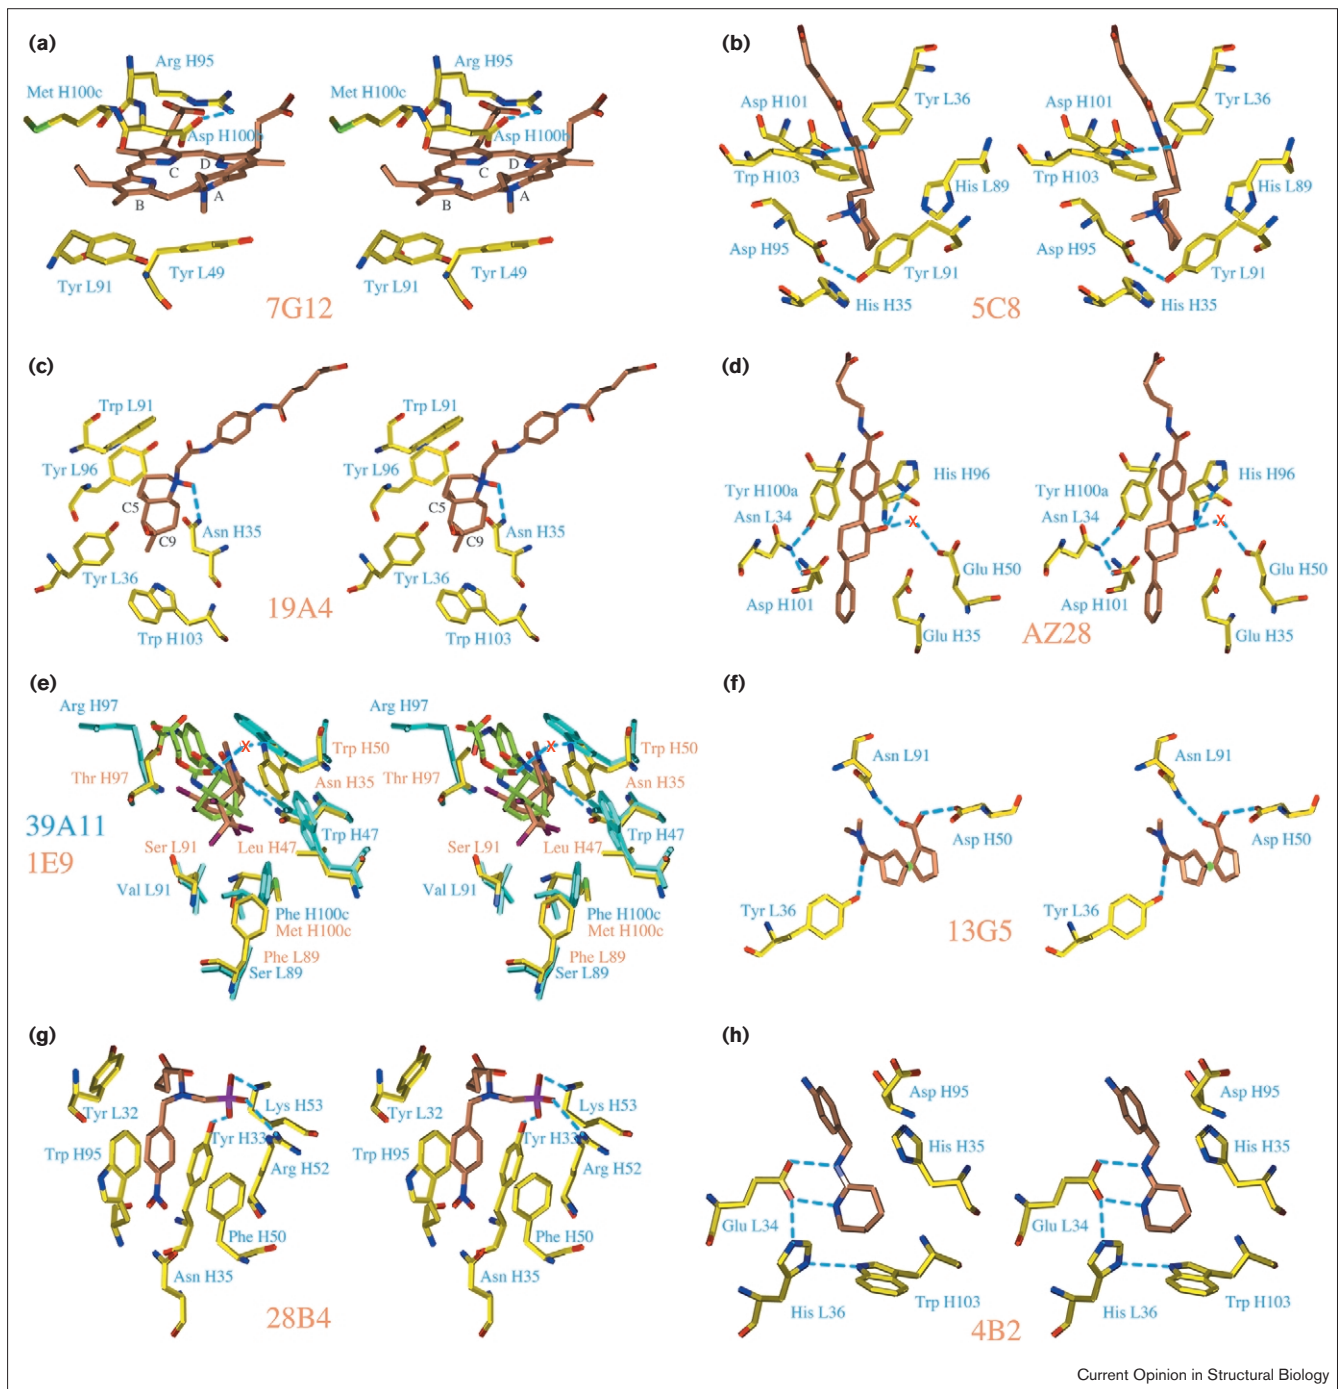 (a)
Arg H95
Arg H95
Met H100c
Met H100c
Asp H100b
Asp H100b
D
D
C
C
B
A
B
A
Tyr L49
Tyr L49
Tyr L91
Tyr L91
7G12
(b)
Asp H101
Tyr L36
Asp H101
Tyr L36
Trp H103
His L89
Trp H103
His L89
Asp H95
Tyr L91
Asp H95
Tyr L91
His H35
His H35
5C8
(c)
Trp L91
Trp L91
Tyr L96
Tyr L96
C5
C5
Asn H35
Asn H35
C9
C9
Tyr L36
Tyr L36
19A4
Trp H103
Trp H103
(d)
His H96
His H96
Tyr H100a
Tyr H100a
Asn L34
Asn L34
X
X
Glu H50
Glu H50
Asp H101
Asp H101
Glu H35
Glu H35
AZ28
(e)
Arg H97
Arg H97
X
X
Trp H50
Trp H50
Thr H97
Thr H97
Asn H35
Asn H35
39A11
Trp H47
Trp H47
1E9
Ser L91
Leu H47
Ser L91
Leu H47
Val L91
Val L91
Phe H100c
Phe H100c
Met H100c
Met H100c
Phe L89
Phe L89
Ser L89
Ser L89
(f)
Asn L91
Asn L91
Asp H50
Asp H50
Tyr L36
Tyr L36
13G5
(g)
Tyr L32
Lys H53
Tyr L32
Lys H53
Tyr H33
Tyr H33
Trp H95
Arg H52
Trp H95
Arg H52
Phe H50
Phe H50
Asn H35
Asn H35
28B4
(h)
Asp H95
Asp H95
His H35
His H35
Glu L34
Glu L34
His L36
Trp H103
His L36
Trp H103
4B2
Current Opinion in Structural Biology